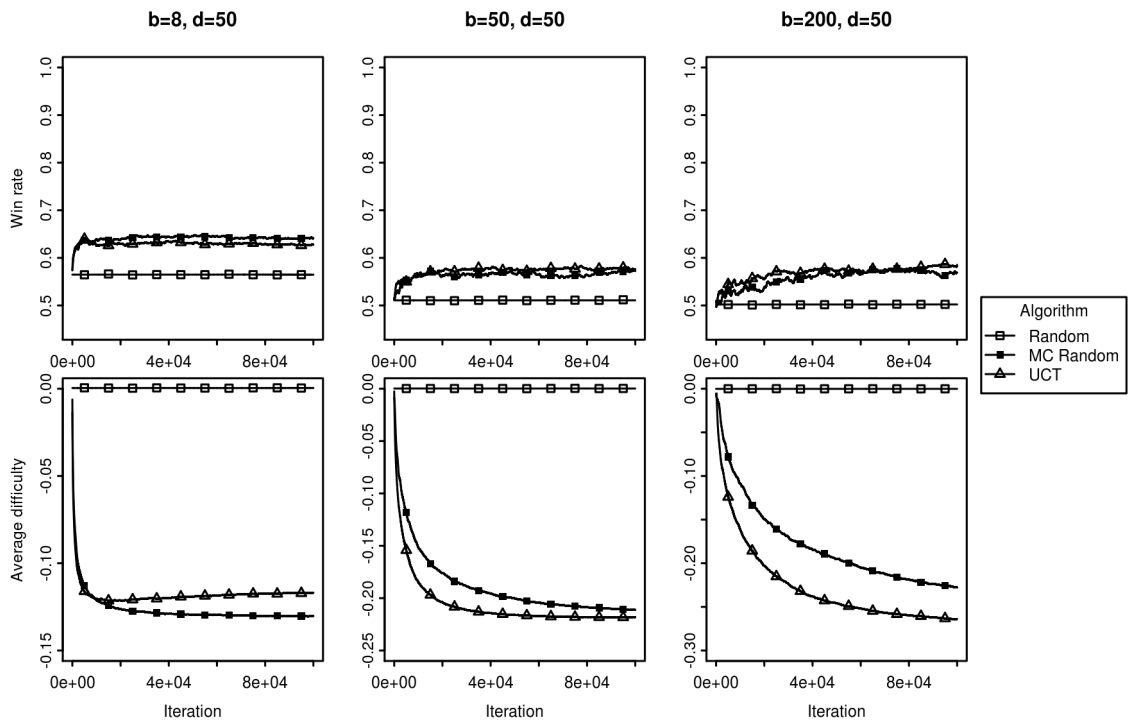 b=8, d=50
b=50, d=50
b=200, d=50
Win rate
1.0
0.9
0.8
0.7
0.6
0.5
0e+00 4e+04 8e+04
1.0
0.9
0.8
0.7
0.6
0.5
0e+00 4e+04 8e+04
1.0
0.9
0.8
0.7
0.6
0.5
0e+00 4e+04 8e+04
Algorithm
Random
MC Random
UCT
Average difficulty
0.00
-0.05
-0.10
-0.15
0e+00 4e+04 8e+04
Iteration
0.00
-0.05
-0.10
-0.15
-0.20
-0.25
0e+00 4e+04 8e+04
Iteration
0.00
-0.10
-0.20
-0.30
0e+00 4e+04 8e+04
Iteration